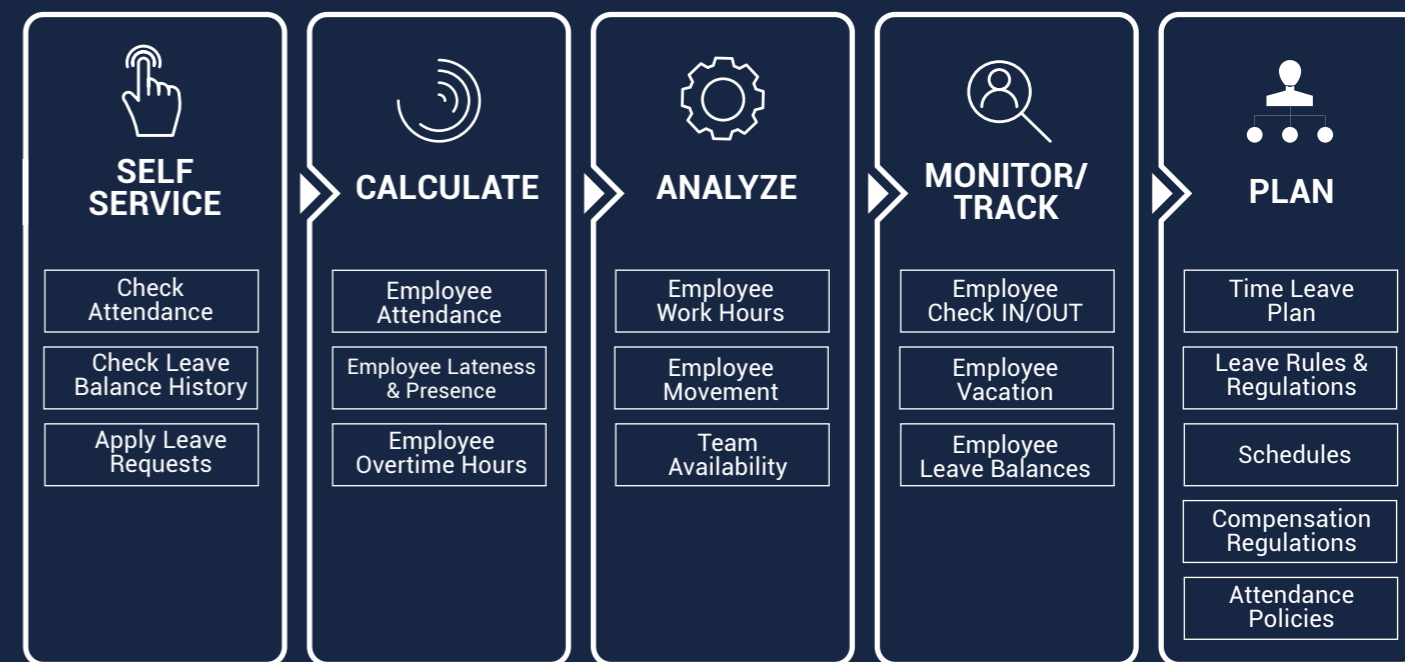 SELF
SERVICE
Check
Attendance
Check Leave
Balance History
Apply Leave
Requests
CALCULATE
Employee
Attendance
Employee Lateness
& Presence
Employee
Overtime Hours
ANALYZE
Employee
Work Hours
Employee
Movement
Team
Availability
MONITOR/
TRACK
Employee
Check IN/OUT
Employee
Vacation
Employee
Leave Balances
PLAN
Time Leave
Plan
Leave Rules &
Regulations
Schedules
Compensation
Regulations
Attendance
Policies